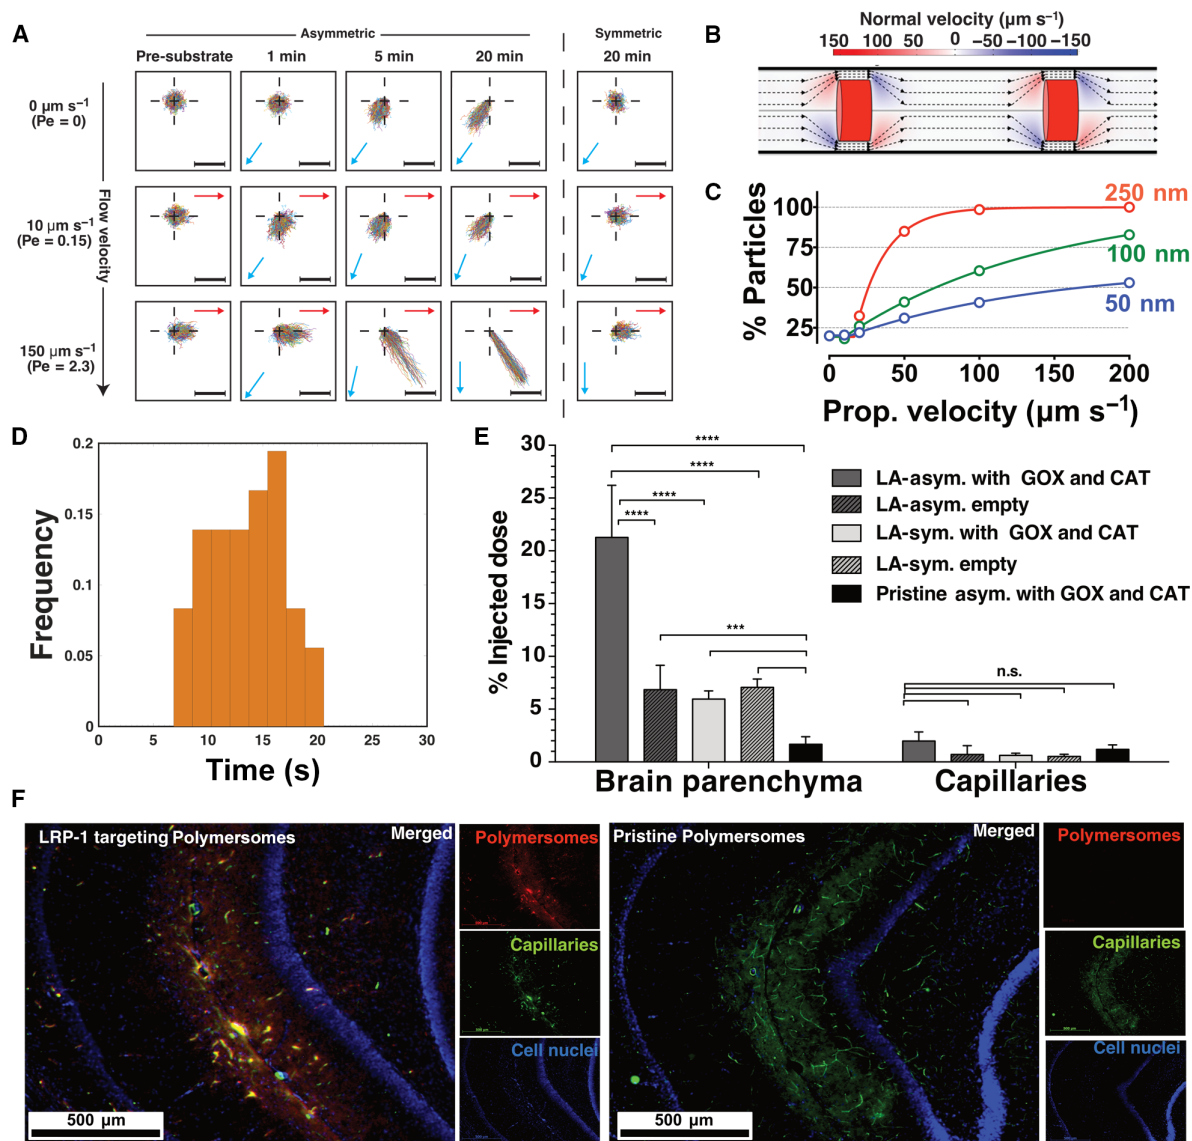 A
Asymmetric
Symmetric
Pre-substrate
1 min
5 min
20 min
20 min
0 µm s⁻¹
(Pe = 0)
10 µm s⁻¹
(Pe = 0.15)
150 µm s⁻¹
(Pe = 2.3)
Flow velocity
B
Normal velocity (µm s⁻¹)
150 100 50 0 −50 −100 −150
C
% Particles
100
75
50
25
0 50 100 150 200
Prop. velocity (µm s⁻¹)
250 nm
100 nm
50 nm
D
Frequency
0.2
0.15
0.1
0.05
0
0 5 10 15 20 25 30
Time (s)
E
% Injected dose
30
25
20
15
10
5
0
****
****
****
****
***
n.s.
LA-asym. with GOX and CAT
LA-asym. empty
LA-sym. with GOX and CAT
LA-sym. empty
Pristine asym. with GOX and CAT
Brain parenchyma
Capillaries
F
LRP-1 targeting Polymersomes
Merged
Polymersomes
Capillaries
Cell nuclei
500 µm
Pristine Polymersomes
Merged
Polymersomes
Capillaries
Cell nuclei
500 µm